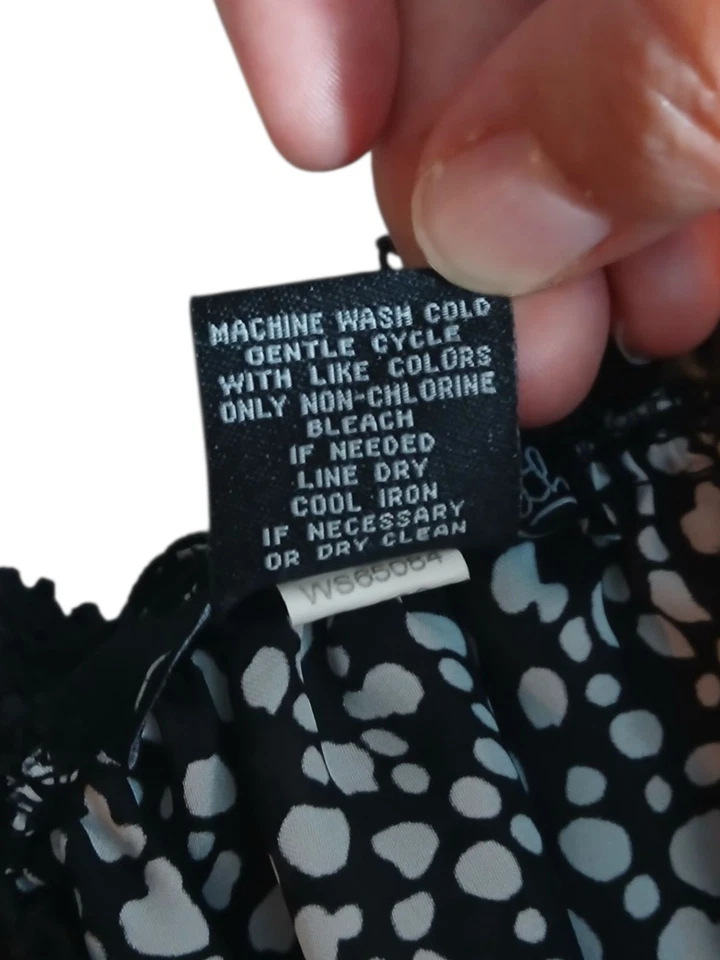 MACHINE WASH COLD
GENTLE CYCLE
WITH LIKE COLORS
ONLY NON-CHLORINE
BLEACH
IF NEEDED
LINE DRY
COOL IRON
IF NECESSARY
OR DRY CLEAN
WS65064